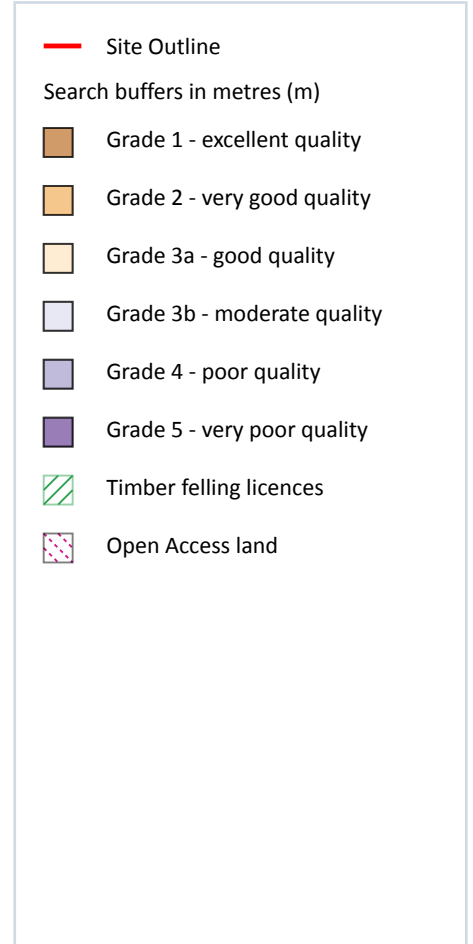 Site Outline
Search buffers in metres (m)
Grade 1 - excellent quality
Grade 2 - very good quality
Grade 3a - good quality
Grade 3b - moderate quality
Grade 4 - poor quality
Grade 5 - very poor quality
Timber felling licences
Open Access land